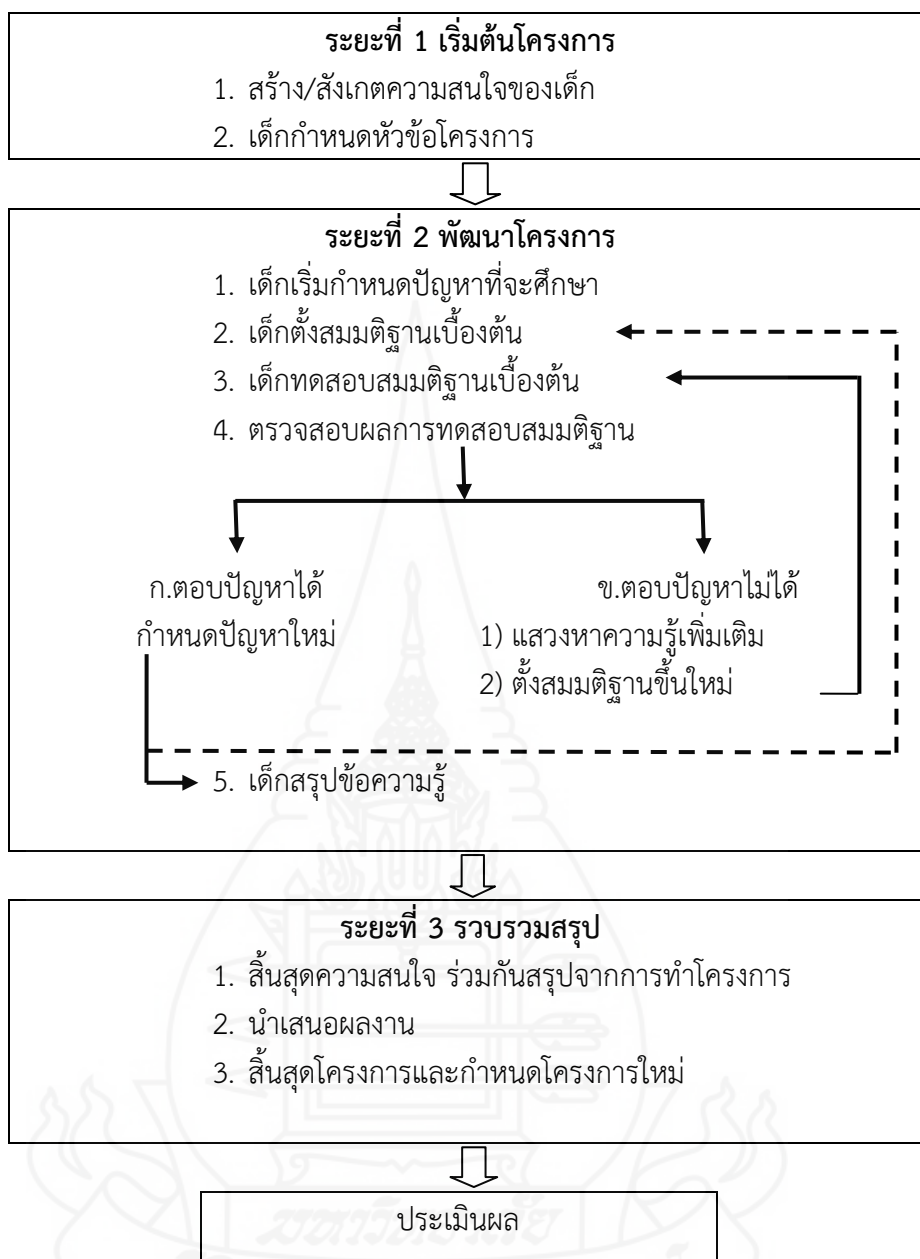 ระยะที่ 1 เริ่มต้นโครงการ
1. สร้าง/สังเกตความสนใจของเด็ก
2. เด็กกำหนดหัวข้อโครงการ
ระยะที่ 2 พัฒนาโครงการ
1. เด็กเริ่มกำหนดปัญหาที่จะศึกษา
2. เด็กตั้งสมมติฐานเบื้องต้น
3. เด็กทดสอบสมมติฐานเบื้องต้น
4. ตรวจสอบผลการทดสอบสมมติฐาน
ก.ตอบปัญหาได้
กำหนดปัญหาใหม่
ข.ตอบปัญหาไม่ได้
1) แสวงหาความรู้เพิ่มเติม
2) ตั้งสมมติฐานขึ้นใหม่
5. เด็กสรุปข้อความรู้
ระยะที่ 3 รวบรวมสรุป
1. สิ้นสุดความสนใจ ร่วมกันสรุปจากการทำโครงการ
2. นำเสนอผลงาน
3. สิ้นสุดโครงการและกำหนดโครงการใหม่
ประเมินผล